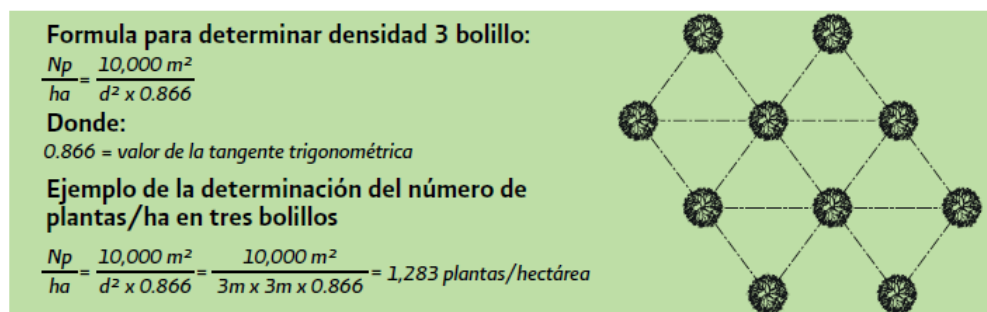 Formula para determinar densidad 3 bolillo:
Np/ha = 10,000 m²/d² x 0.866
Donde:
0.866 = valor de la tangente trigonométrica
Ejemplo de la determinación del número de
plantas/ha en tres bolillos
Np/ha = 10,000 m²/d² x 0.866 = 10,000 m²/3m x 3m x 0.866 = 1,283 plantas/hectárea